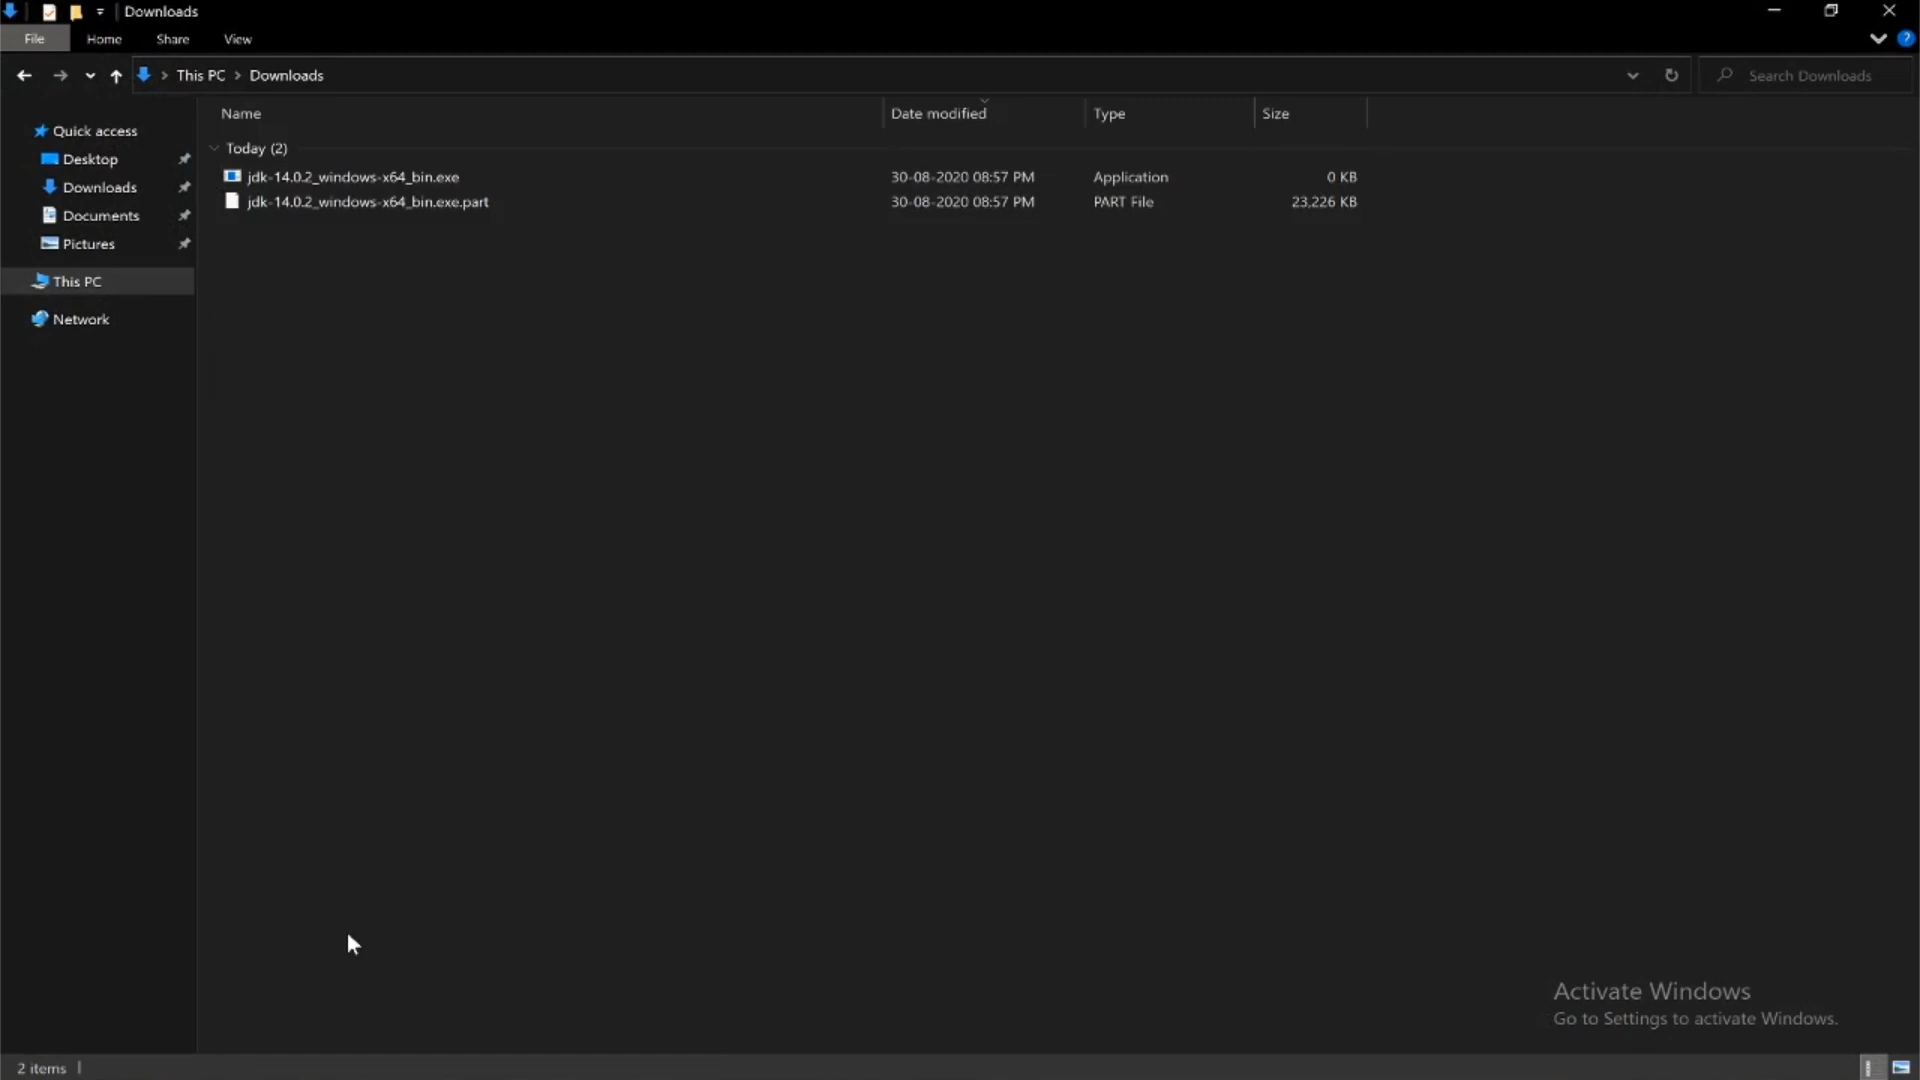 Downloads
File Home Share View
This PC Downloads Search Downloads
Name Date modified Type Size
Quick access
Today (2)
Desktop
jdk-14.0.2_windows-x64_bin.exe 30-08-2020 08:57 PM Application 0 KB
Downloads
jdk-14.0.2_windows-x64_bin.exe.part 30-08-2020 08:57 PM PART File 23,226 KB
Documents
Pictures
This PC
Network
Activate Windows
Go to Settings to activate Windows.
2 items